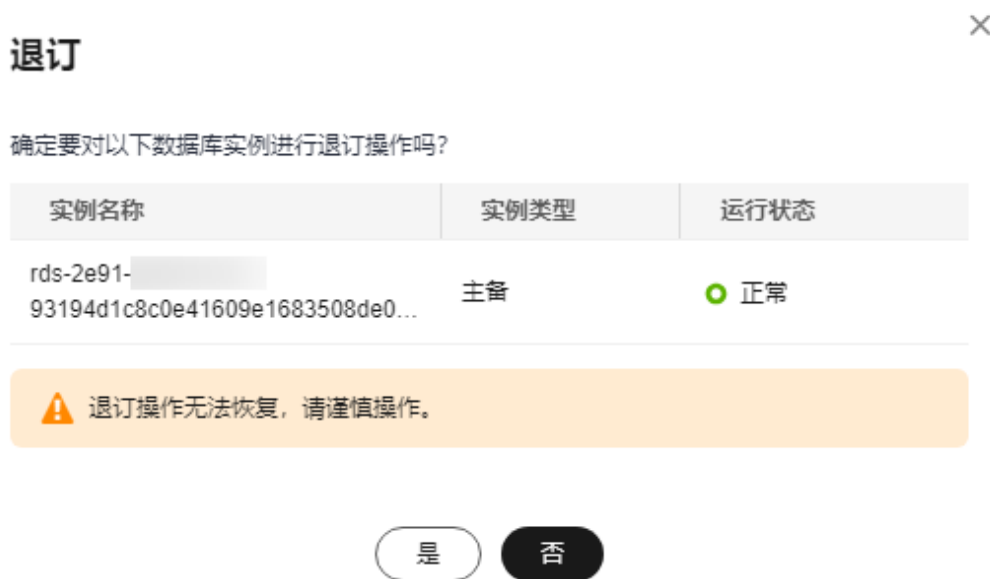 退订
确定要对以下数据库实例进行退订操作吗?
实例名称 实例类型 运行状态
rds-2e91-
93194d1c8c0e41609e1683508de0...
主备
正常
退订操作无法恢复，请谨慎操作。
是 否